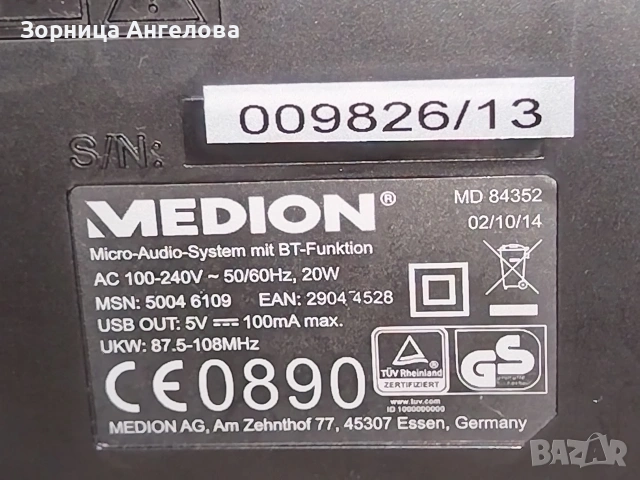 Зорница Ангелова
009826/13
S/N:
MEDION®
MD 84352
02/10/14
Micro-Audio-System mit BT-Funktion
AC 100-240V ~ 50/60Hz, 20W
MSN: 5004 6109 EAN: 2904 4528
USB OUT: 5V ⎓ 100mA max.
UKW: 87.5-108MHz
CE0890
TÜV Rheinland
ZERTIFIZIERT
www.tuv.com
ID 1000000000
GS
MEDION AG, Am Zehnthof 77, 45307 Essen, Germany
BAZAR